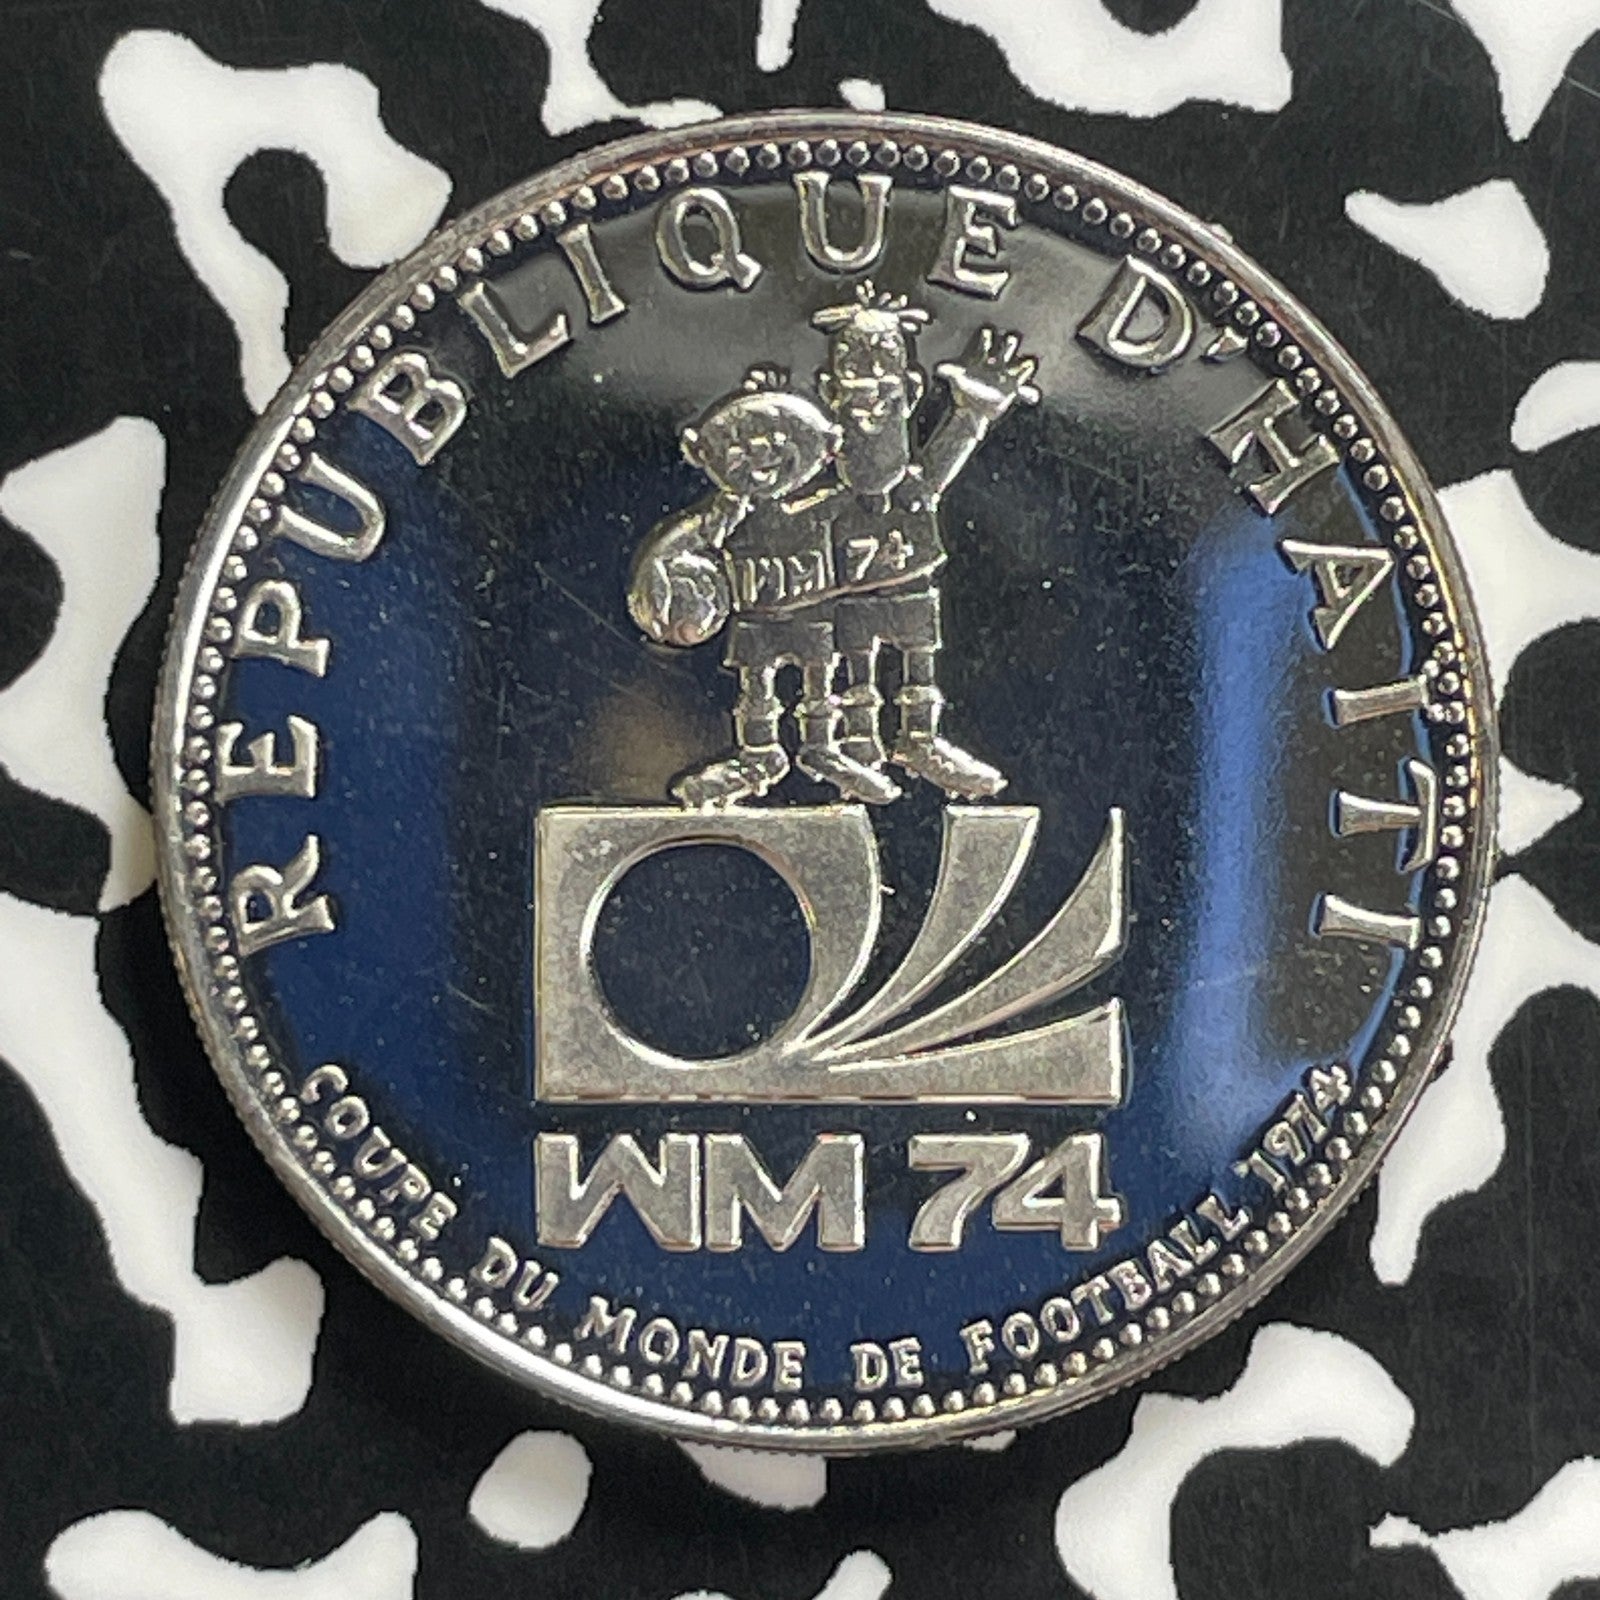 REPUBLIQUE D'HAITI
WM 74
WM 74
COUPE DU MONDE DE FOOTBALL 1974